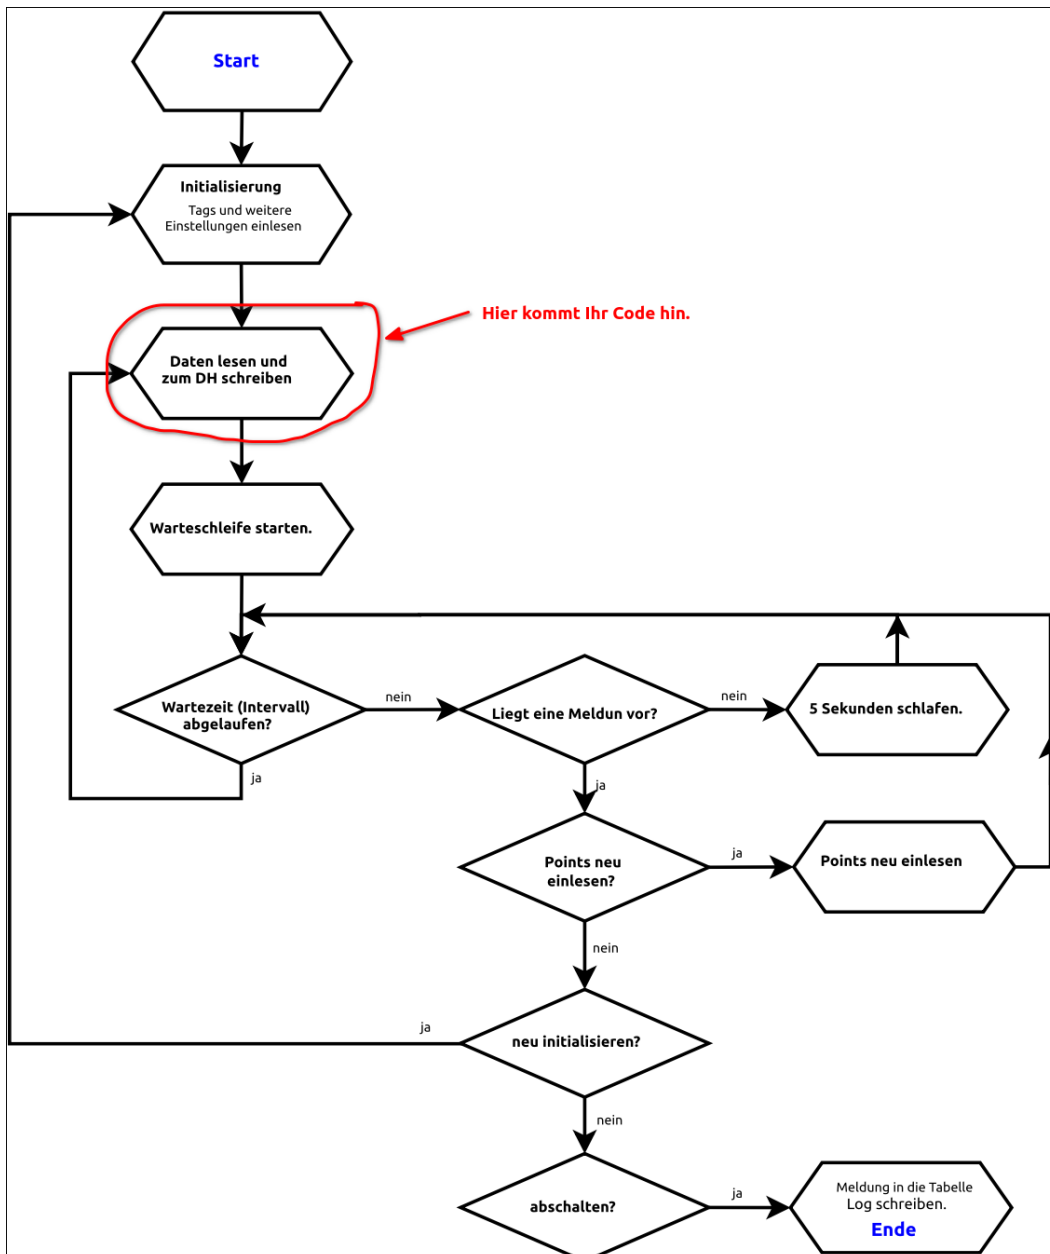 Start
Initialisierung
Tags und weitere
Einstellungen einlesen
Hier kommt Ihr Code hin.
Daten lesen und
zum DH schreiben
Warteschleife starten.
Wartezeit (Intervall)
abgelaufen?
nein
Liegt eine Meldun vor?
nein
5 Sekunden schlafen.
ja
ja
Points neu
einlesen?
ja
Points neu einlesen
nein
ja
neu initialisieren?
nein
abschalten?
ja
Meldung in die Tabelle
Log schreiben.
Ende